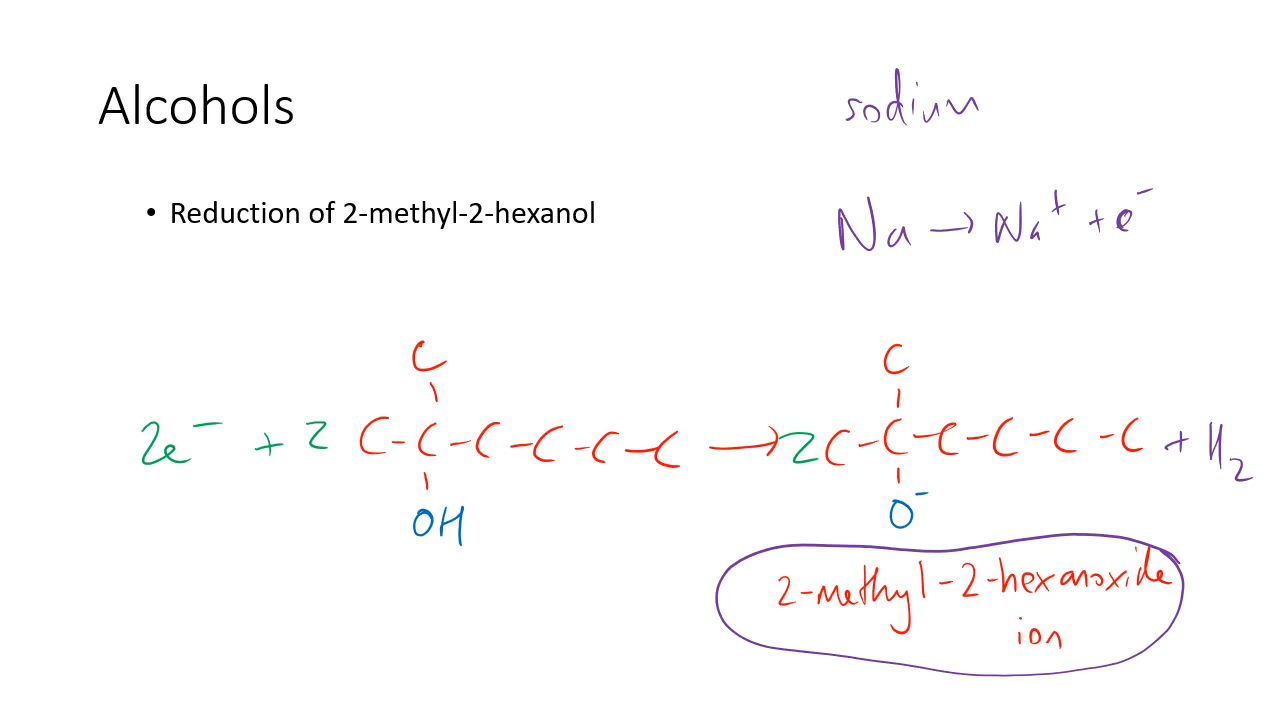 Alcohols
sodium
• Reduction of 2-methyl-2-hexanol
Na → Na⁺ + e⁻
C C
2e⁻ + 2 C - C - C - C - C - C → 2 C - C - C - C - C - C + H₂
OH O⁻
2-methyl-2-hexanoxide
ion